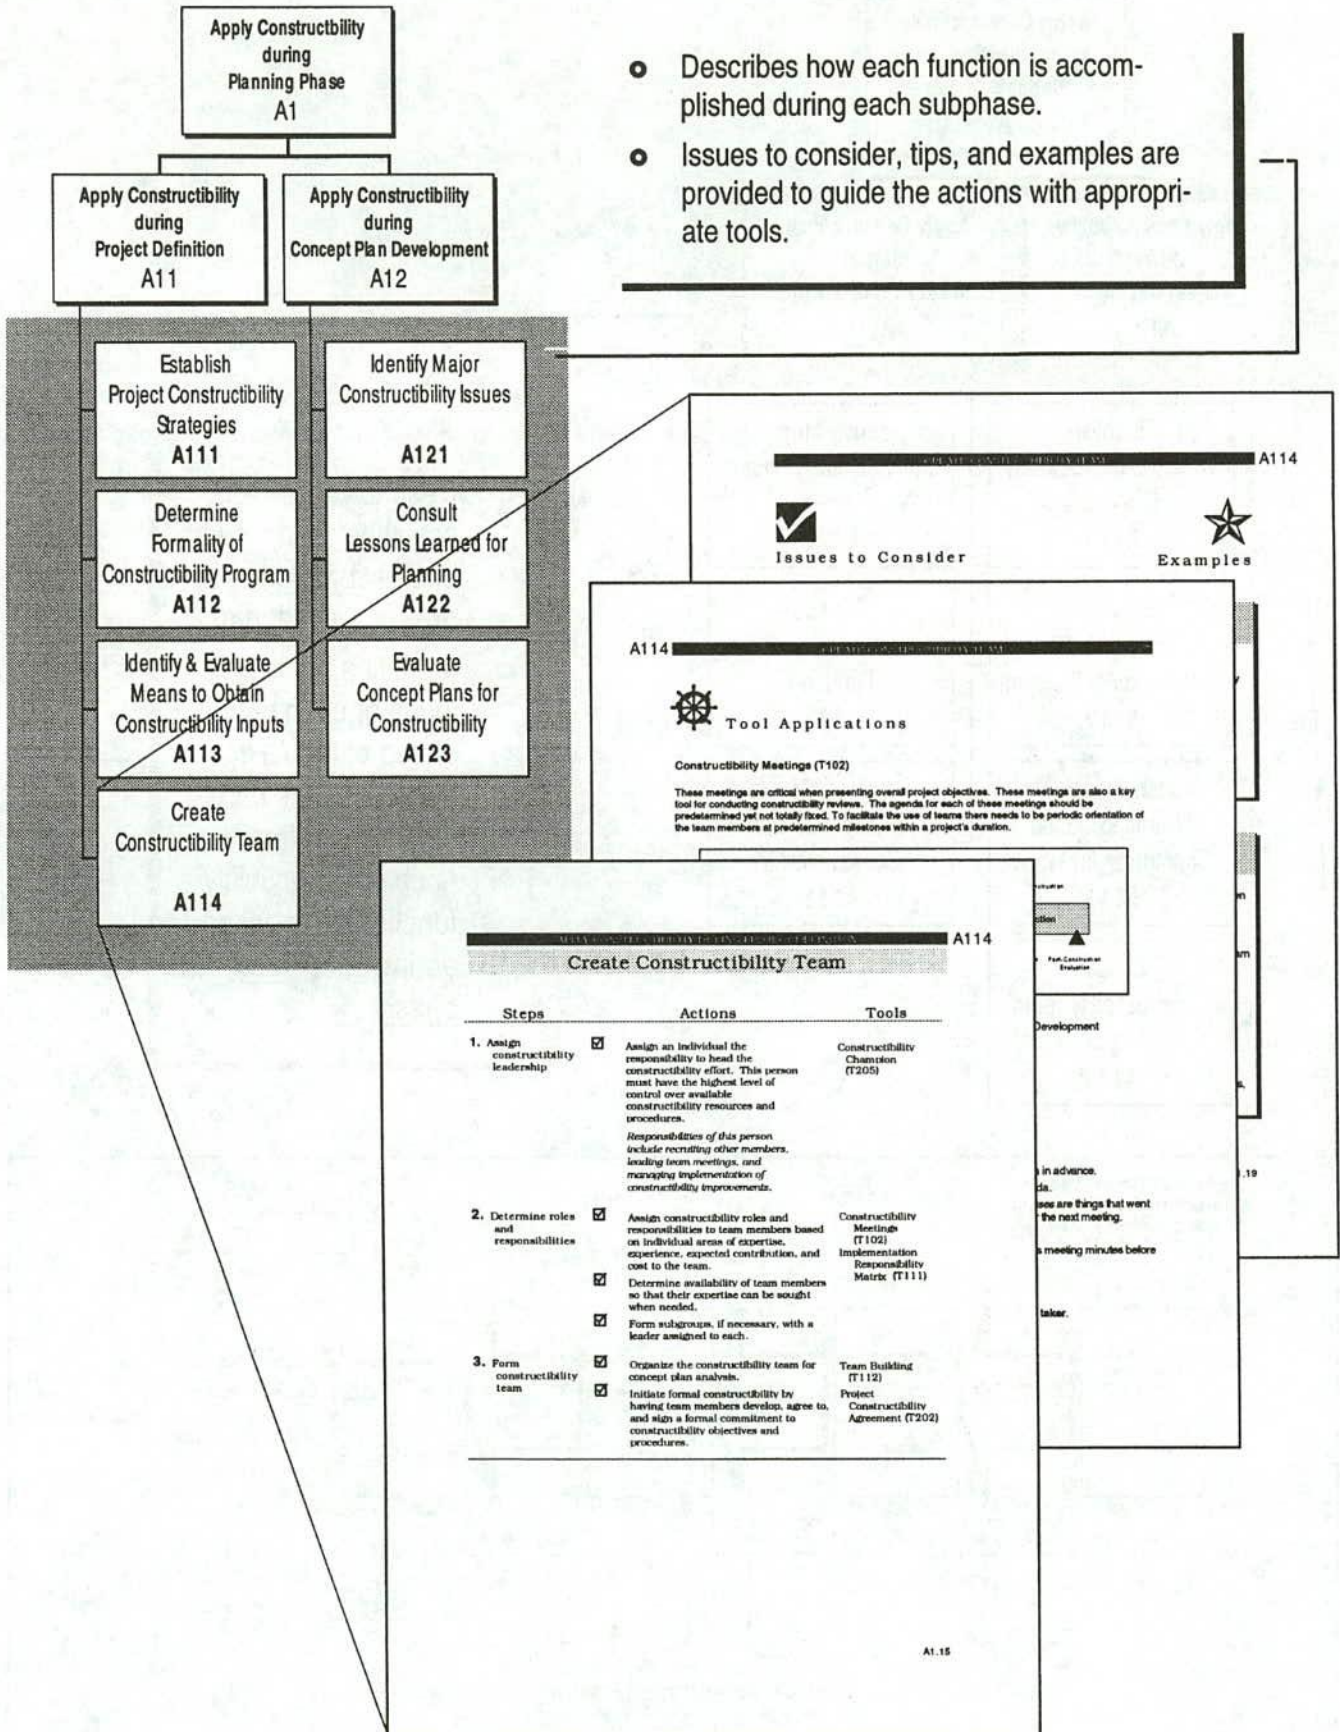 Apply Constructbility
during
Planning Phase
A1
Apply Constructibility
during
Project Definition
A11
Apply Constructibility
during
Concept Plan Development
A12
Describes how each function is accom-
plished during each subphase.
Issues to consider, tips, and examples are
provided to guide the actions with appropri-
ate tools.
Establish
Project Constructibility
Strategies
A111
Determine
Formality of
Constructibility Program
A112
Identify & Evaluate
Means to Obtain
Constructibility Inputs
A113
Create
Constructibility Team
A114
Identify Major
Constructibility Issues
A121
Consult
Lessons Learned for
Planning
A122
Evaluate
Concept Plans for
Constructibility
A123
A114
Issues to Consider
Examples
A114
Tool Applications
Constructibility Meetings (T102)
These meetings are critical when presenting overall project objectives. These meetings are also a key
tool for conducting constructibility reviews. The agenda for each of these meetings should be
predetermined yet not totally fixed. To facilitate the use of teams there needs to be periodic orientation of
the team members at predetermined milestones within a project's duration.
Post-Construction
Evaluation
Development
in advance.
da.
ses are things that went
the next meeting.
s meeting minutes before
taker.
.19
A114
Create Constructibility Team
Steps Actions Tools
1. Assign
constructibility
leadership
Assign an individual the
responsibility to head the
constructibility effort. This person
must have the highest level of
control over available
constructibility resources and
procedures.
Responsibilities of this person
include recruiting other members,
leading team meetings, and
managing implementation of
constructibility improvements.
Constructibility
Champion
(T205)
2. Determine roles
and
responsibilities
Assign constructibility roles and
responsibilities to team members based
on individual areas of expertise,
experience, expected contribution, and
cost to the team.
Determine availability of team members
so that their expertise can be sought
when needed.
Form subgroups, if necessary, with a
leader assigned to each.
Constructibility
Meetings
(T102)
Implementation
Responsibility
Matrix (T111)
3. Form
constructibility
team
Organize the constructibility team for
concept plan analysis.
Initiate formal constructibility by
having team members develop, agree to,
and sign a formal commitment to
constructibility objectives and
procedures.
Team Building
(T112)
Project
Constructibility
Agreement (T202)
A1.15